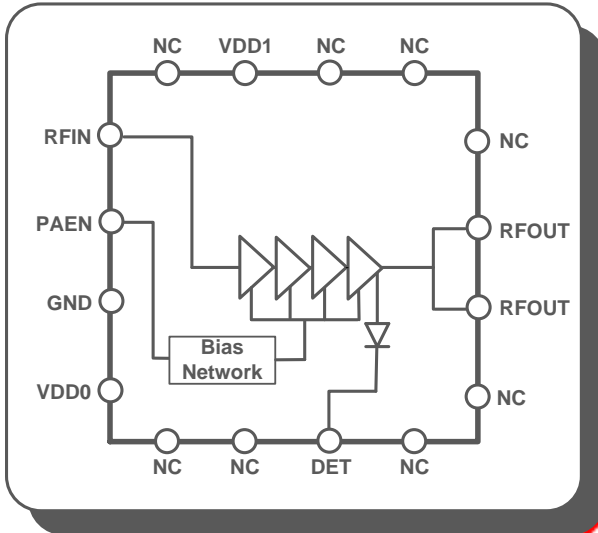 NC VDD1 NC NC
RFIN
NC
PAEN
RFOUT
GND
RFOUT
Bias
Network
VDD0
NC
NC NC DET NC